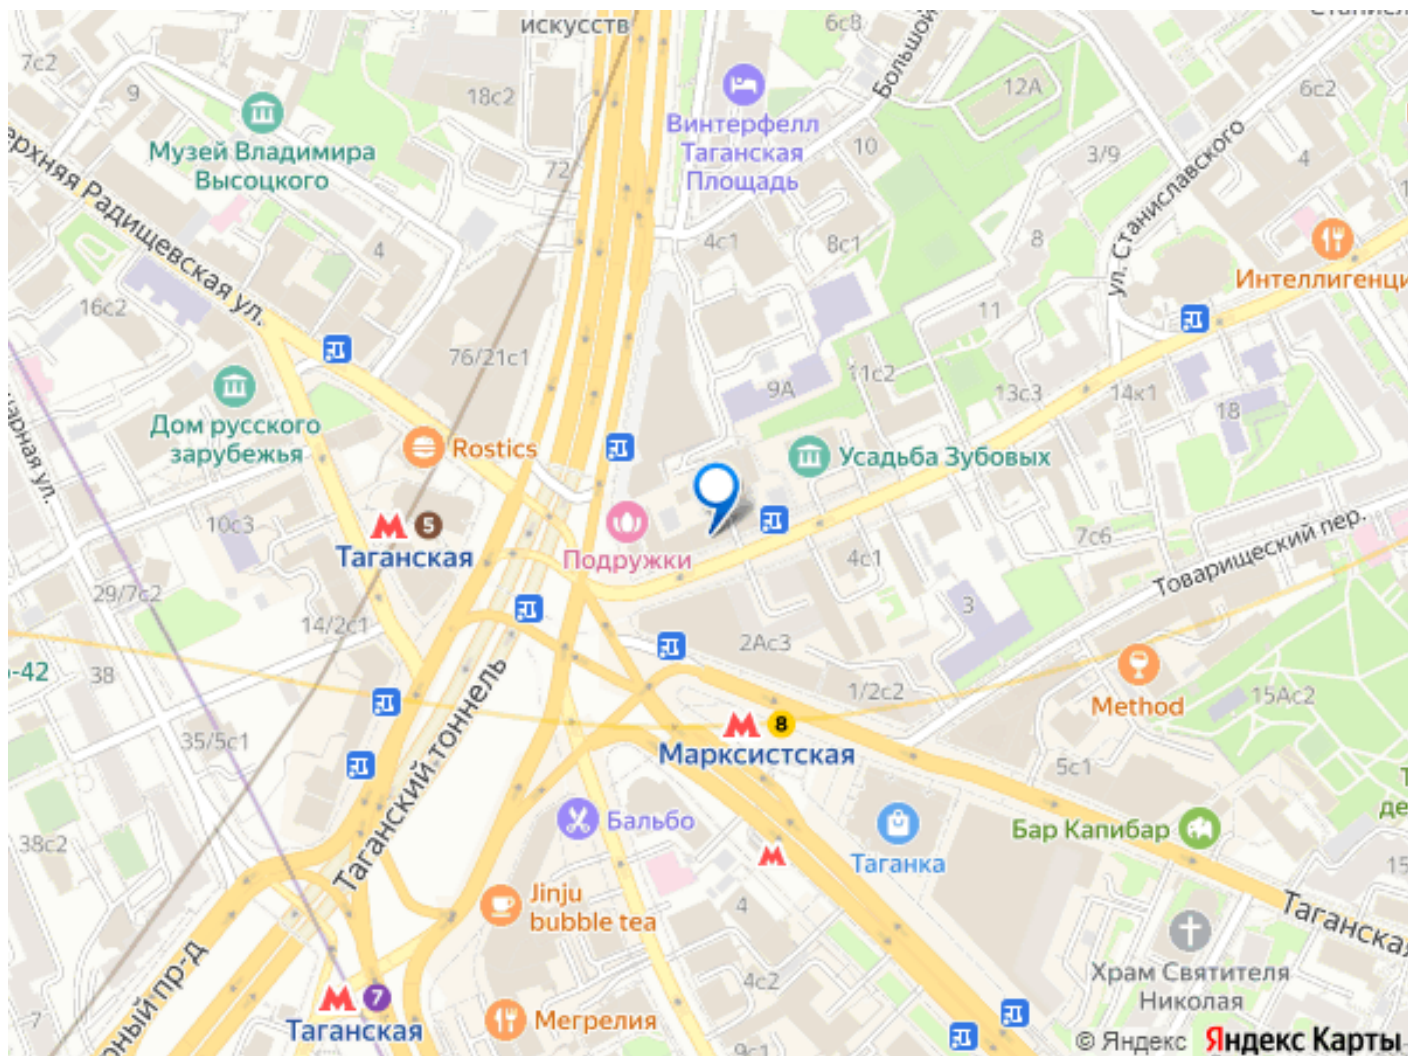 искусств
6с8
Большой
7с2
9
18с2
12А
6с2
Винтерфелл
Таганская
Площадь
10
3/9
4
Музей Владимира
Высоцкого
72
ул. Станиславского
Радищевская ул.
4
4с1
8с1
8
Интеллигенци
16с2
11
76/21с1
9А
11с2
13с3
14к1
18
Дом русского
зарубежья
Rostics
Усадьба Зубовых
10с3
5
Таганская
Подружки
4с1
7с6
Товарищеский пер.
29/7с2
14/2с1
3
2Ас3
-42
38
1/2с2
Method
15Ас2
8
Марксистская
35/5с1
Таганский тоннель
5с1
38с2
Бальбо
Таганка
Бар Капибар
Jinju
bubble tea
4
Таганская
Храм Святителя
Николая
4с2
7
Таганская
Мегрелия
7
9с1
© Яндекс Яндекс Карты